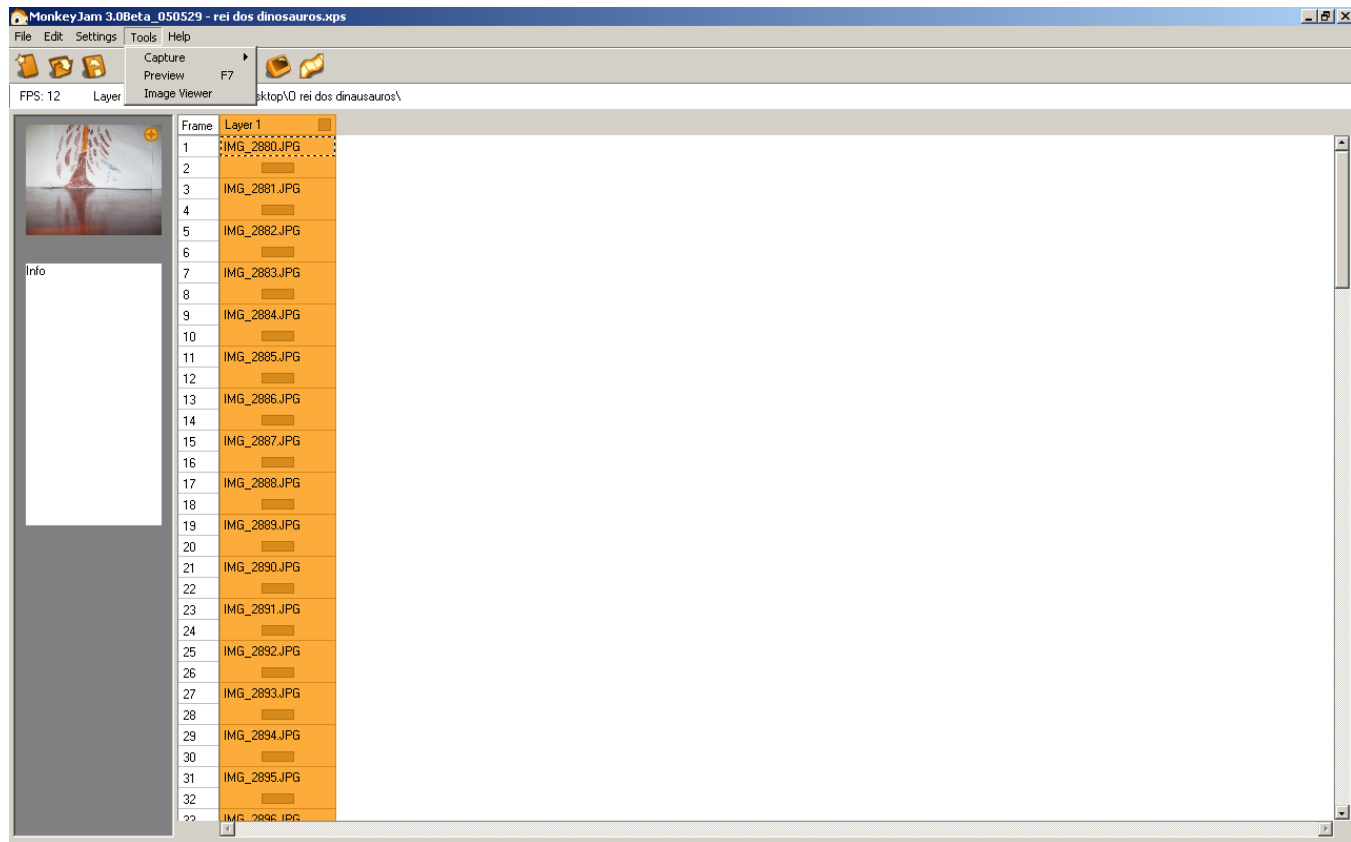 MonkeyJam 3.0Beta_050529 - rei dos dinosauros.xps
File Edit Settings Tools Help
Capture
Preview F7
Image Viewer
FPS: 12 Layer sktop\O rei dos dinausauros\
Frame Layer 1
1 IMG_2880.JPG
2
3 IMG_2881.JPG
4
5 IMG_2882.JPG
6
Info
7 IMG_2883.JPG
8
9 IMG_2884.JPG
10
11 IMG_2885.JPG
12
13 IMG_2886.JPG
14
15 IMG_2887.JPG
16
17 IMG_2888.JPG
18
19 IMG_2889.JPG
20
21 IMG_2890.JPG
22
23 IMG_2891.JPG
24
25 IMG_2892.JPG
26
27 IMG_2893.JPG
28
29 IMG_2894.JPG
30
31 IMG_2895.JPG
32
33 IMG_2896.JPG